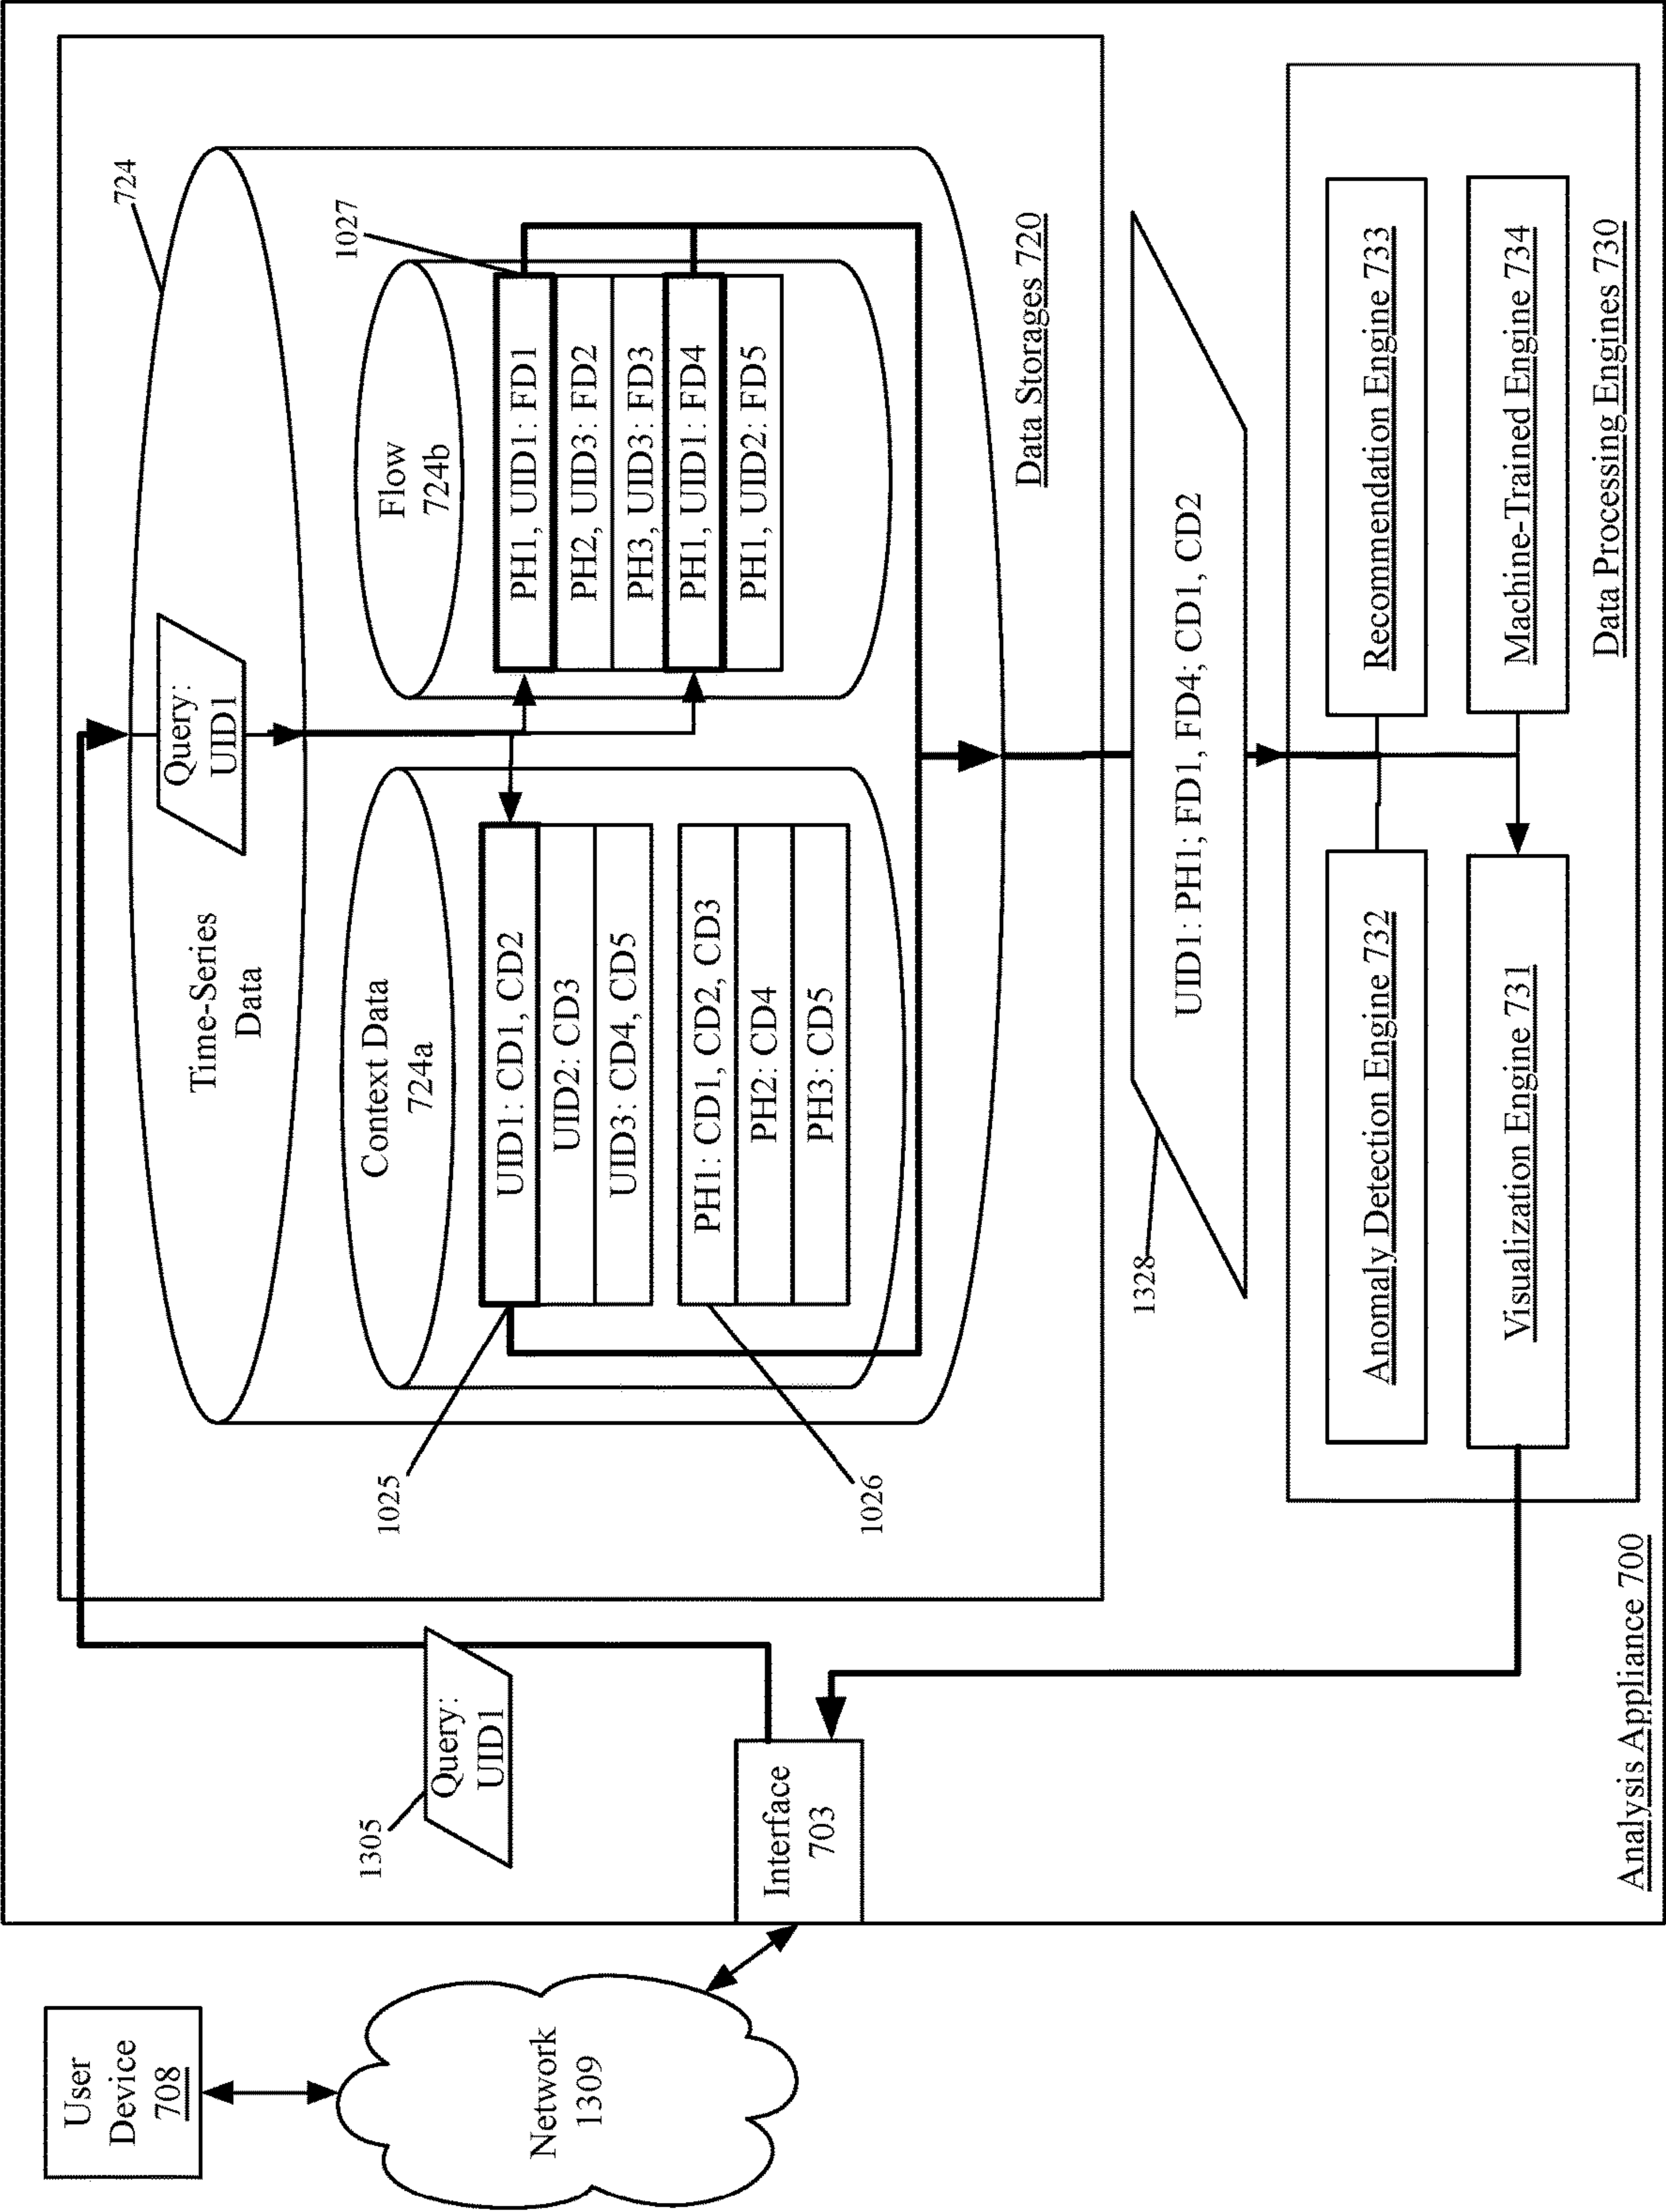 User
Device
708
Network
1309
Interface
703
1305
Query:
UID1
Analysis Appliance 700
724
Time-Series
Data
Query:
UID1
Context Data
724a
1025
UID1: CD1, CD2
UID2: CD3
UID3: CD4, CD5
1026
PH1: CD1, CD2, CD3
PH2: CD4
PH3: CD5
Flow
724b
1027
PH1, UID1: FD1
PH2, UID3: FD2
PH3, UID3: FD3
PH1, UID1: FD4
PH1, UID2: FD5
Data Storages 720
1328
UID1: PH1; FD1, FD4; CD1, CD2
Anomaly Detection Engine 732
Recommendation Engine 733
Visualization Engine 731
Machine-Trained Engine 734
Data Processing Engines 730